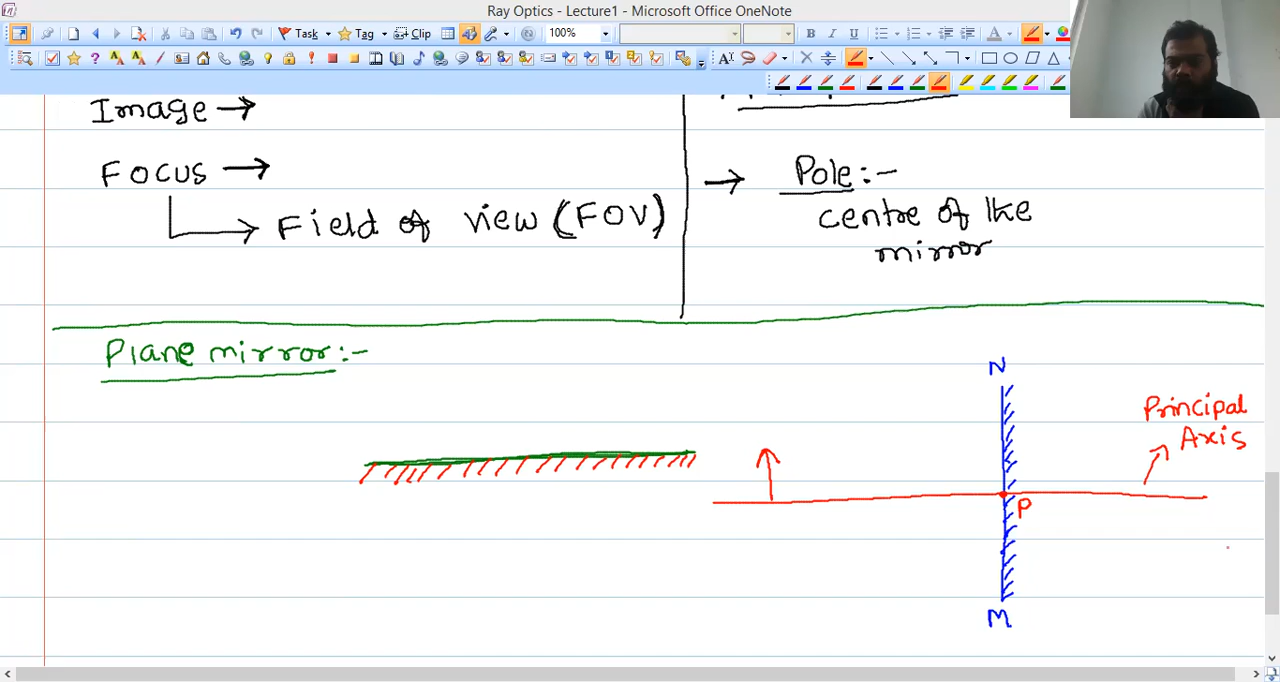 Ray Optics - Lecture1 - Microsoft Office OneNote
Task Tag Clip 100% B I U A
Image →
Focus →
→ Field of view (FOV)
→ Pole :-
centre of the
mirror
Plane mirror :-
N
Principal
Axis
P
M